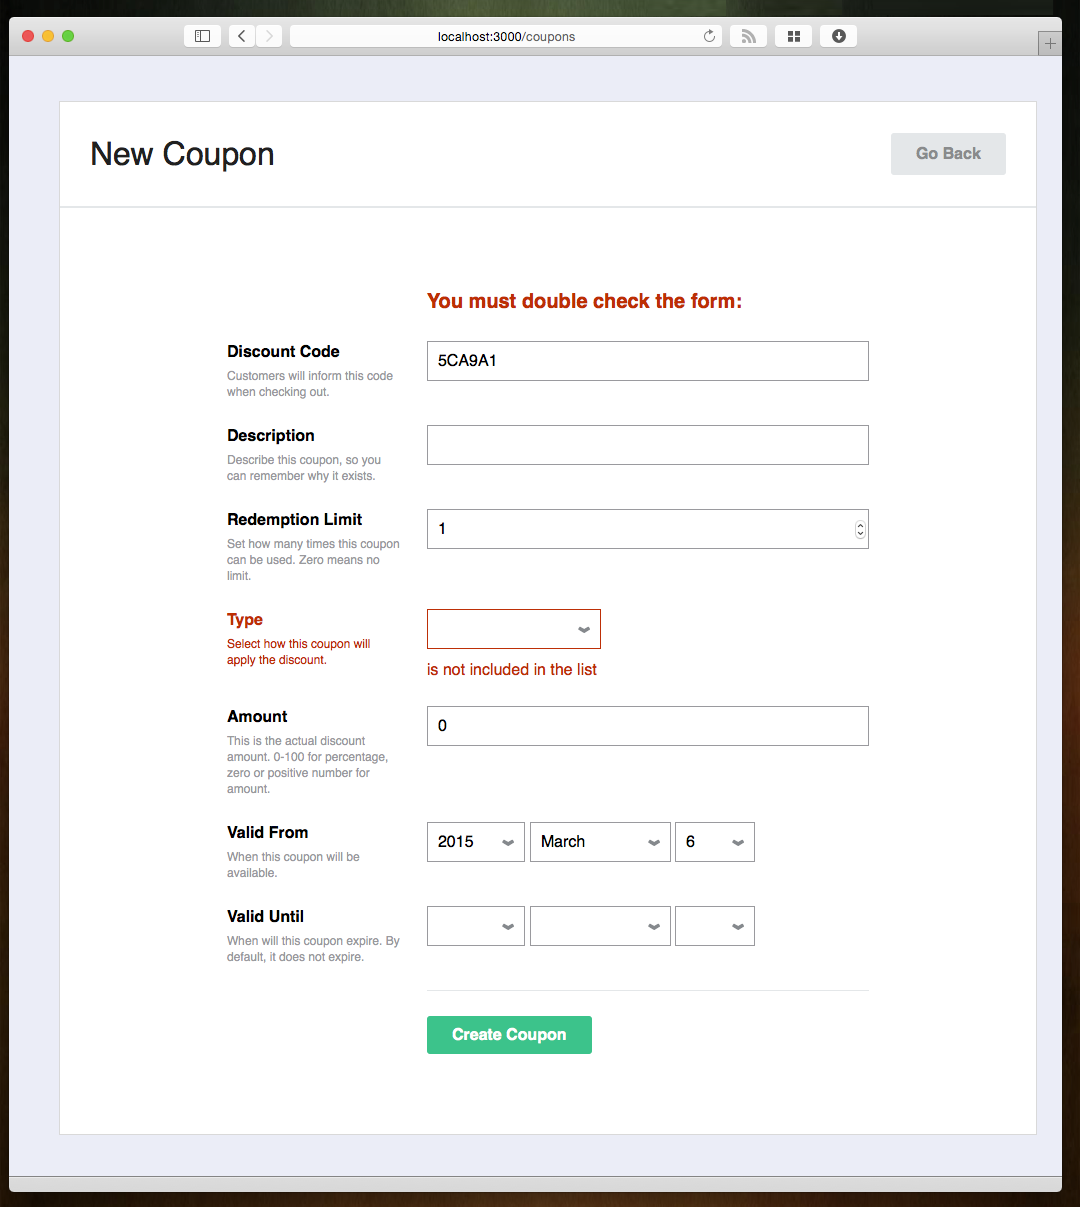 localhost:3000/coupons
New Coupon
Go Back
You must double check the form:
Discount Code
Customers will inform this code
when checking out.
5CA9A1
Description
Describe this coupon, so you
can remember why it exists.
Redemption Limit
Set how many times this coupon
can be used. Zero means no
limit.
1
Type
Select how this coupon will
apply the discount.
is not included in the list
Amount
This is the actual discount
amount. 0-100 for percentage,
zero or positive number for
amount.
0
Valid From
When this coupon will be
available.
2015 March 6
Valid Until
When will this coupon expire. By
default, it does not expire.
Create Coupon